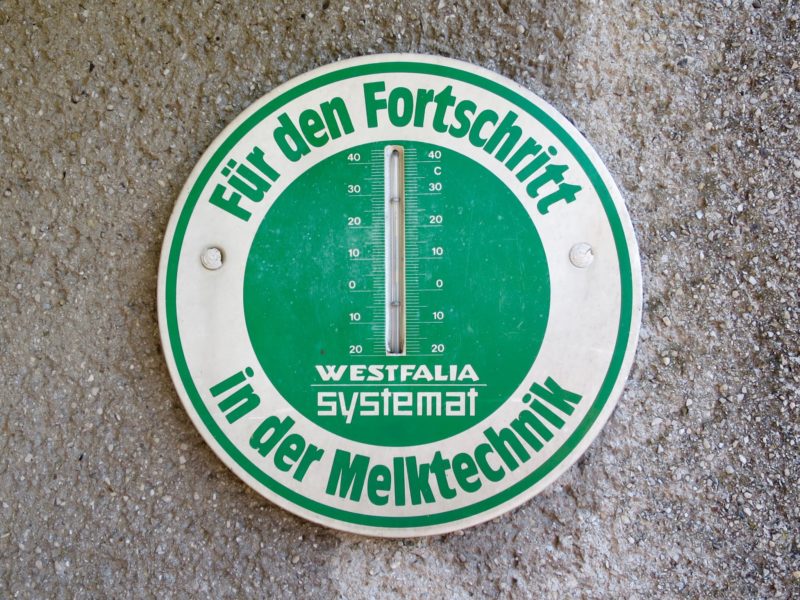 Für den Fortschritt
40 40
C
30 30
20 20
10 10
0 0
10 10
20 20
WESTFALIA
systemat
in der Melktechnik